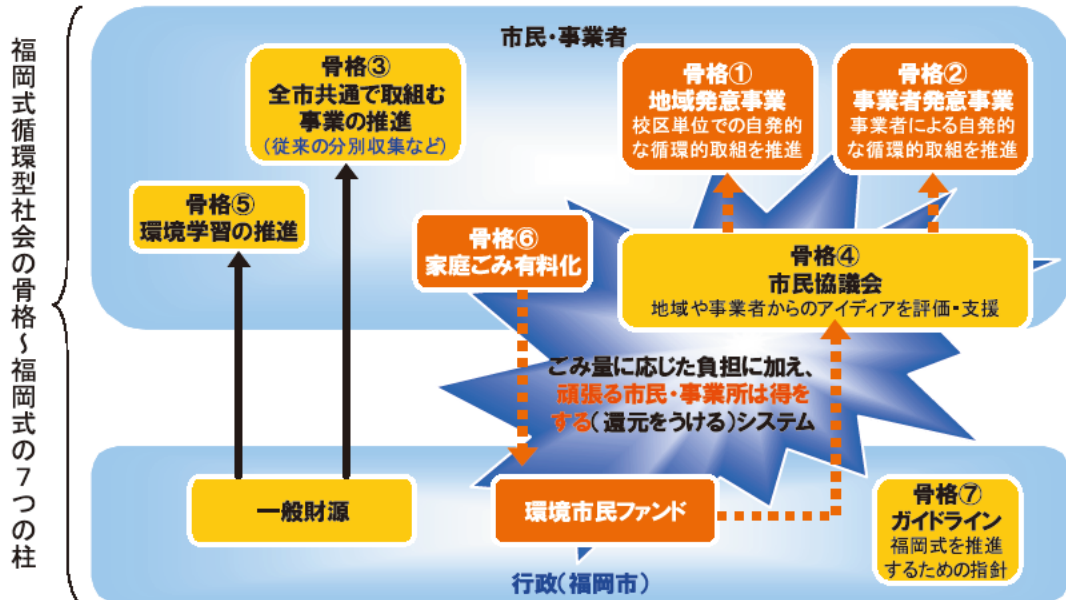 福岡式循環型社会の骨格～福岡式の7つの柱
市民・事業者
骨格③
全市共通で取組む
事業の推進
(従来の分別収集など)
骨格①
地域発意事業
校区単位での自発的
な循環的取組を推進
骨格②
事業者発意事業
事業者による自発的
な循環的取組を推進
骨格⑤
環境学習の推進
骨格⑥
家庭ごみ有料化
骨格④
市民協議会
地域や事業者からのアイディアを評価・支援
ごみ量に応じた負担に加え、
頑張る市民・事業所は得を
する(還元をうける)システム
一般財源
環境市民ファンド
骨格⑦
ガイドライン
福岡式を推進
するための指針
行政(福岡市)